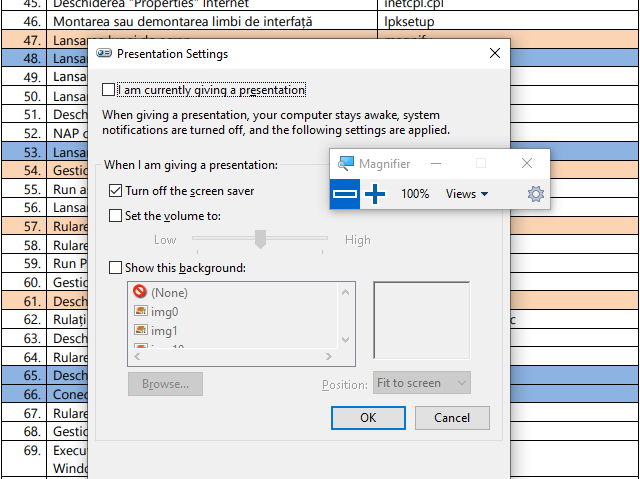 45. Deschiderea "Properties" Internet inetcpl.cpl
46. Montarea sau demontarea limbi de interfață lpksetup
47. Lansarea
48. Lansa
49. Lansa
50. Lansa
51. Desch
52. NAP c
53. Lansa
54. Gestic
55. Run as
56. Lansa
57. Rulare
58. Rulare
59. Run P
60. Gestic
61. Desch
62. Rulați c
63. Desch
64. Rulare
65. Desch
66. Conec
67. Rulare
68. Gestic
69. Execu
Windo
Presentation Settings
I am currently giving a presentation
When giving a presentation, your computer stays awake, system
notifications are turned off, and the following settings are applied.
When I am giving a presentation:
Turn off the screen saver
Set the volume to:
Low High
Show this background:
(None)
img0
img1
Browse...
Position: Fit to screen
OK Cancel
Magnifier
100% Views